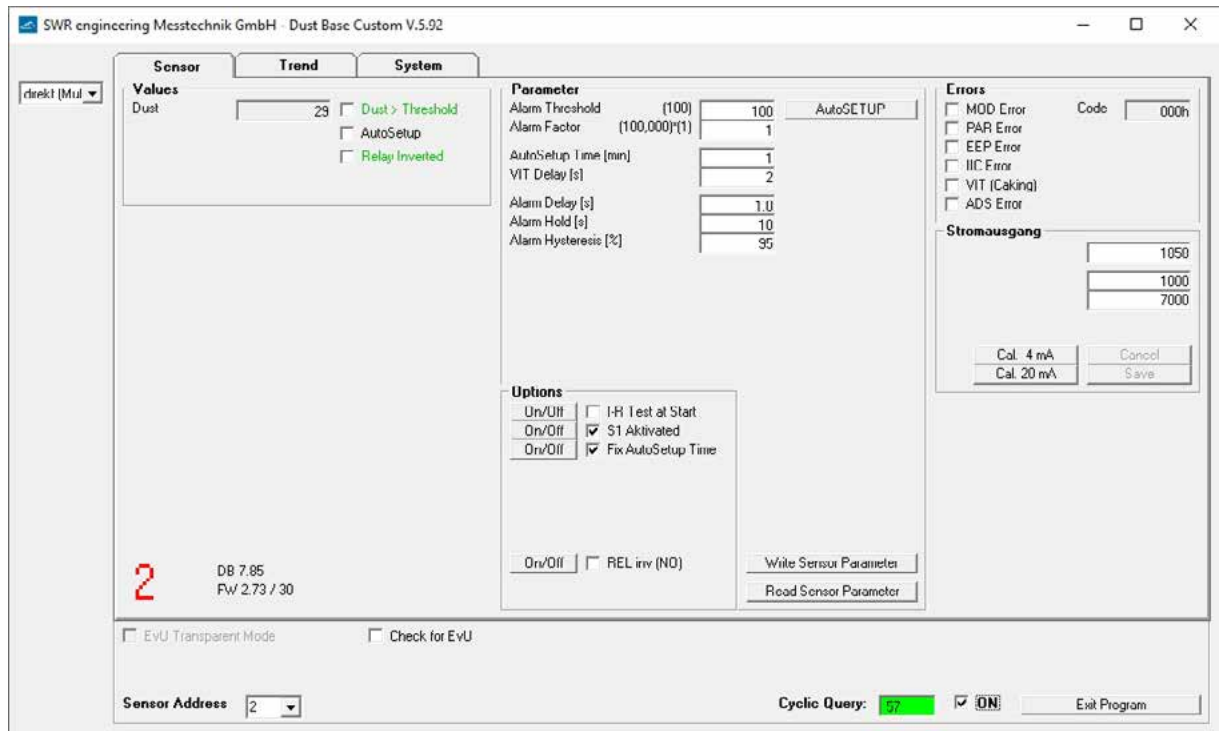 SWR engineering Messtechnik GmbH - Dust Base Custom V.5.92
Sensor Trend System
direkt (Mul
Values
Dust 29 Dust > Threshold
AutoSetup
Relay Inverted
Parameter
Alarm Threshold (100) 100 AutoSETUP
Alarm Factor (100,000)*(1) 1
AutoSetup Time [min] 1
VIT Delay [s] 2
Alarm Delay [s] 1.0
Alarm Hold [s] 10
Alarm Hysteresis [%] 95
Errors
MOD Error Code 000h
PAR Error
EEP Error
IIC Error
VIT (Caking)
ADS Error
Stromausgang
1050
1000
7000
Cal. 4 mA Cancel
Cal. 20 mA Save
Options
On/Off I-R Test at Start
On/Off S1 Aktivated
On/Off Fix AutoSetup Time
On/Off REL inv (NO)
Write Sensor Parameter
Read Sensor Parameter
2
DB 7.85
FW 2.73 / 30
EvU Transparent Mode Check for EvU
Sensor Address 2 Cyclic Query: 57 ON Exit Program